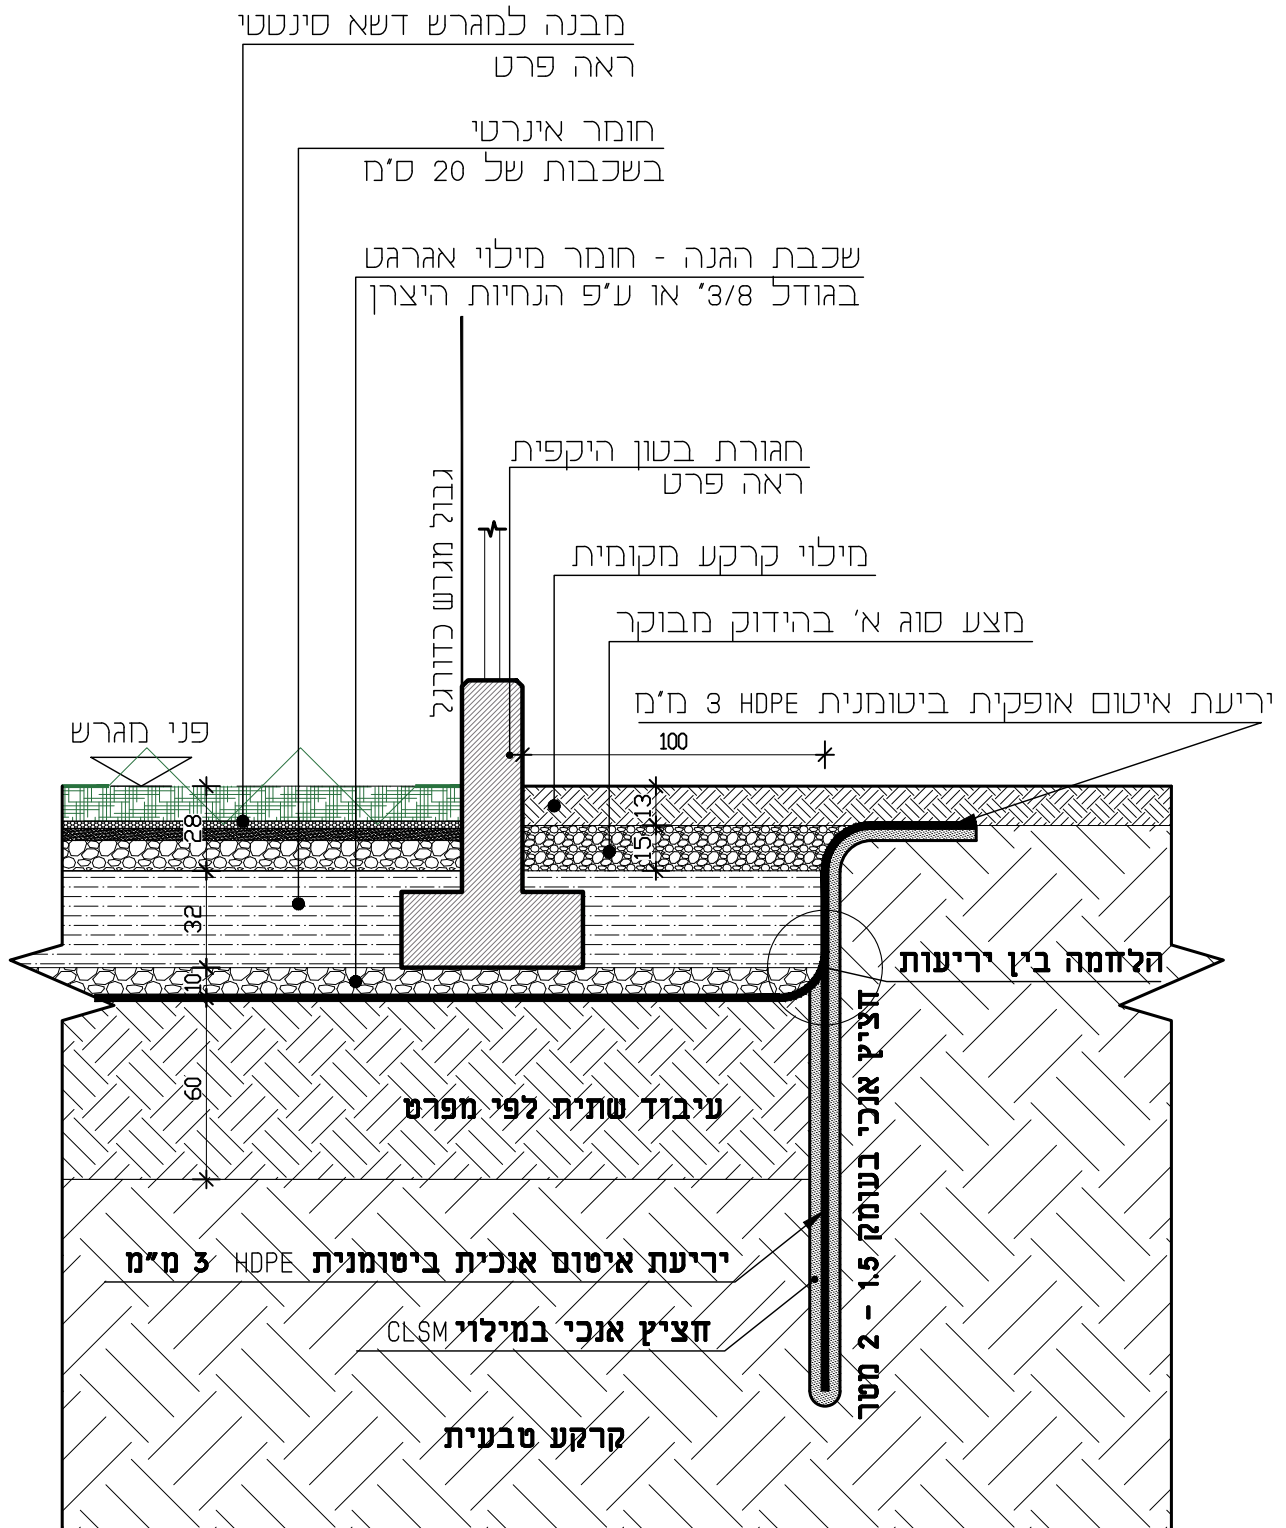 מבנה למגרש דשא סינטטי
ראה פרט
חומר אינרטי
בשכבות של 20 ס"מ
שכבת הגנה - חומר מילוי אגרגט
בגודל 3/8" או ע"פ הנחיות היצרן
חגורת בטון היקפית
ראה פרט
גבול מגרש כדורגל
מילוי קרקע מקומית
מצע סוג א' בהידוק מבוקר
יריעת איטום אופקית ביטומנית HDPE 3 מ"מ
פני מגרש
100
13
28
15
32
10
הלחמה בין יריעות
חציץ אנכי בעומק 1.5 - 2 מטר
60
עיבוד שתית לפי מפרט
יריעת איטום אנכית ביטומנית HDPE 3 מ"מ
חציץ אנכי במילוי CLSM
קרקע טבעית